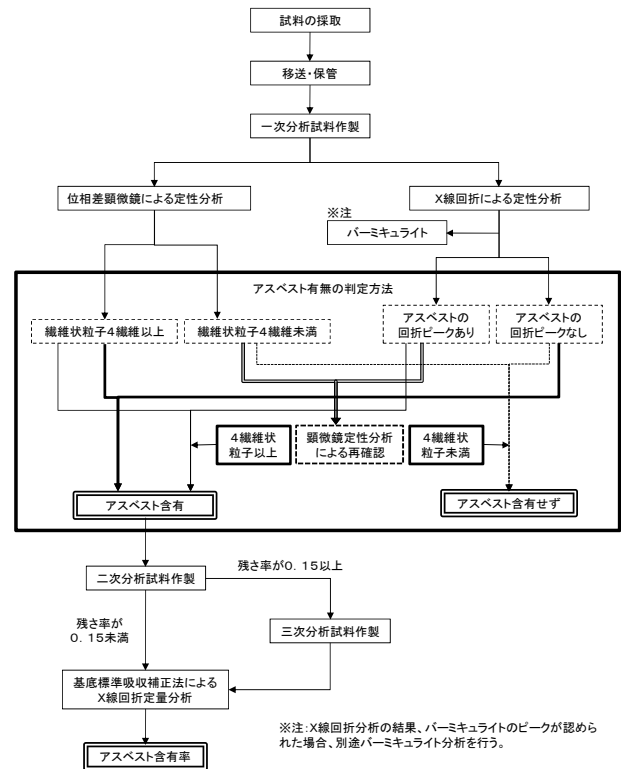 試料の採取
移送・保管
一次分析試料作製
位相差顕微鏡による定性分析
X線回折による定性分析
※注
バーミキュライト
アスベスト有無の判定方法
繊維状粒子4繊維以上
繊維状粒子4繊維未満
アスベストの
回折ピークあり
アスベストの
回折ピークなし
4繊維状
粒子以上
顕微鏡定性分析
による再確認
4繊維状
粒子未満
アスベスト含有
アスベスト含有せず
二次分析試料作製
残さ率が0.15以上
残さ率が
0.15未満
三次分析試料作製
基底標準吸収補正法による
X線回折定量分析
アスベスト含有率
※注:X線回折分析の結果、バーミキュライトのピークが認めら
れた場合、別途バーミキュライト分析を行う。